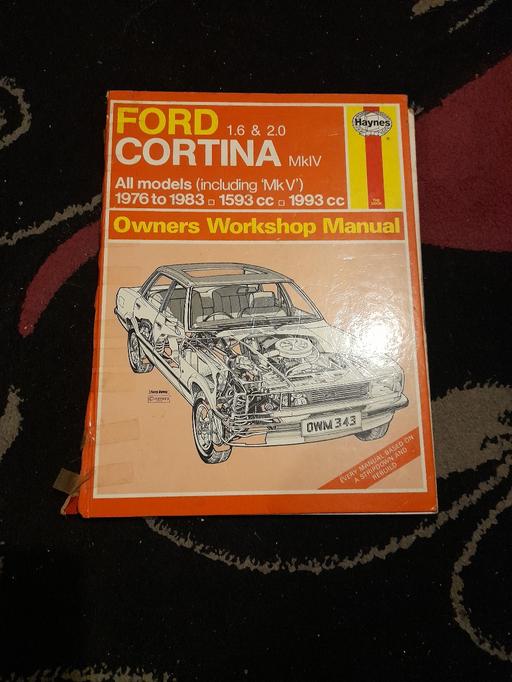 FORD 1.6 & 2.0
CORTINA MkIV
Haynes
All models (including 'Mk V')
1976 to 1983 □ 1593 cc □ 1993 cc
Owners Workshop Manual
OWM 343
EVERY MANUAL BASED ON
A STRIPDOWN AND
REBUILD